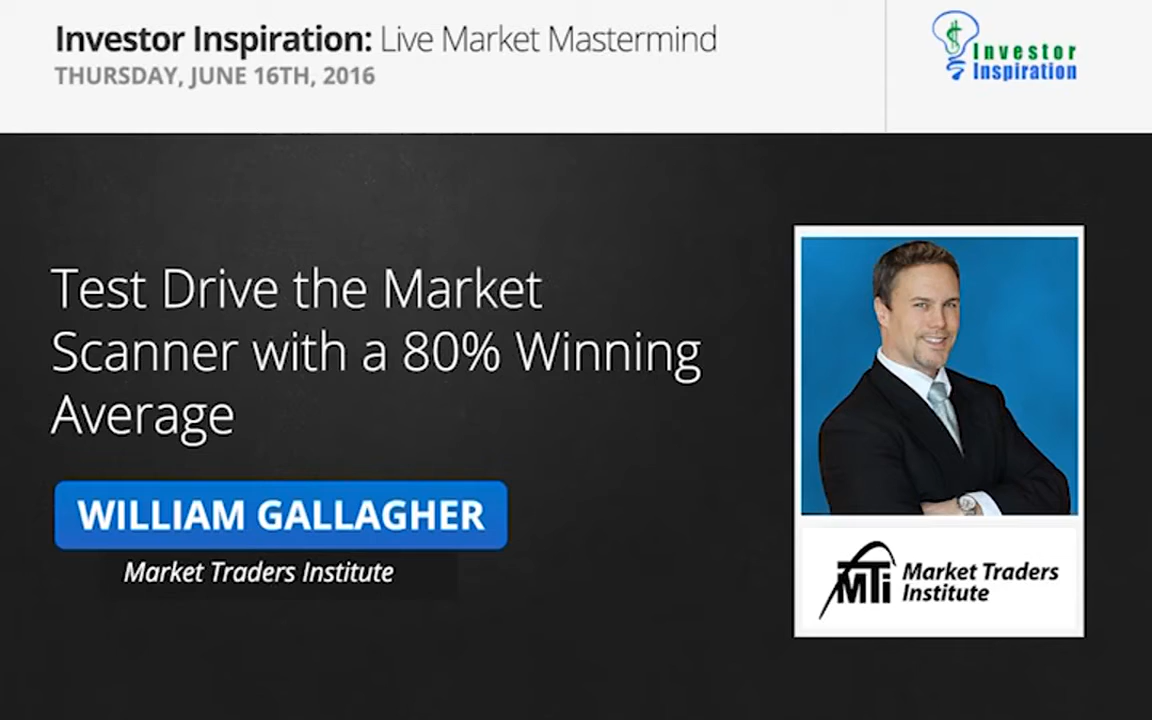 Investor Inspiration: Live Market Mastermind
THURSDAY, JUNE 16TH, 2016
Investor
Inspiration
Test Drive the Market
Scanner with a 80% Winning
Average
WILLIAM GALLAGHER
Market Traders Institute
MTi
Market Traders
Institute